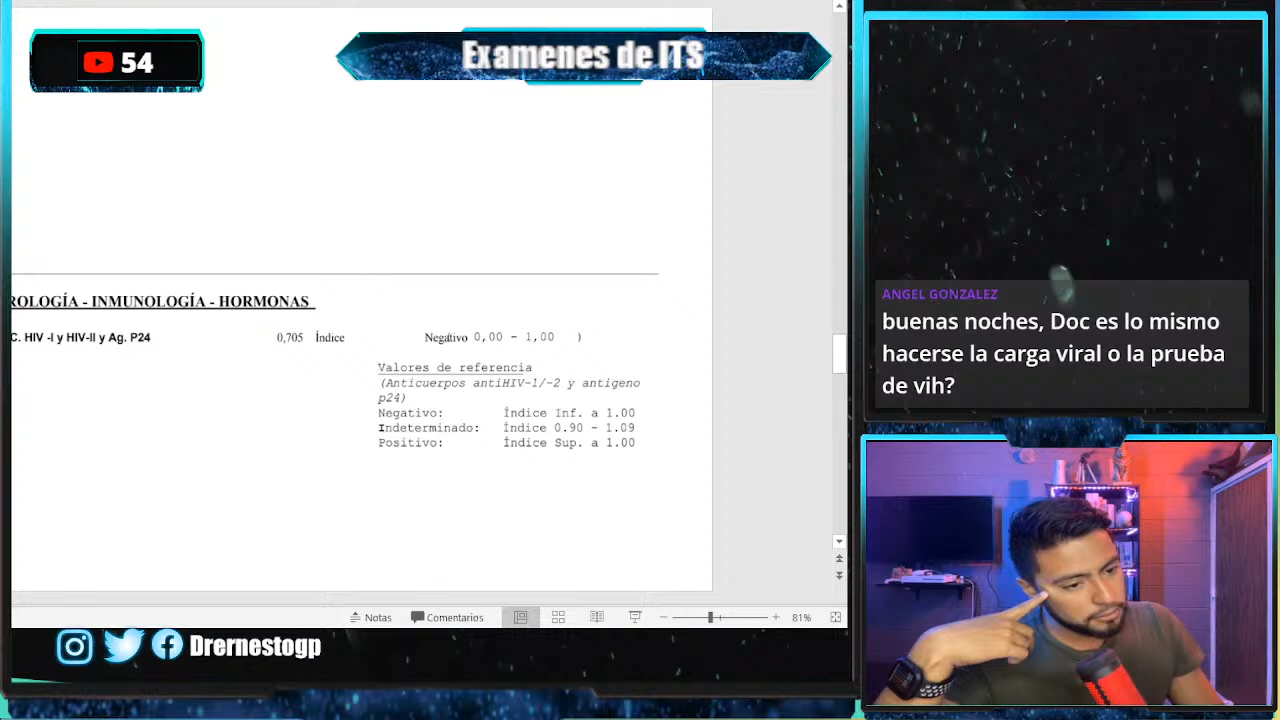 54
Examenes de ITS
ROLOGÍA - INMUNOLOGÍA - HORMONAS
C. HIV -I y HIV-II y Ag. P24 0,705 Índice Negativo 0,00 - 1,00 )
Valores de referencia
(Anticuerpos antiHIV-1/-2 y antigeno
p24)
Negativo: Índice Inf. a 1.00
Indeterminado: Índice 0.90 - 1.09
Positivo: Índice Sup. a 1.00
Notas Comentarios 81%
Drernestogp
ANGEL GONZALEZ
buenas noches, Doc es lo mismo
hacerse la carga viral o la prueba
de vih?